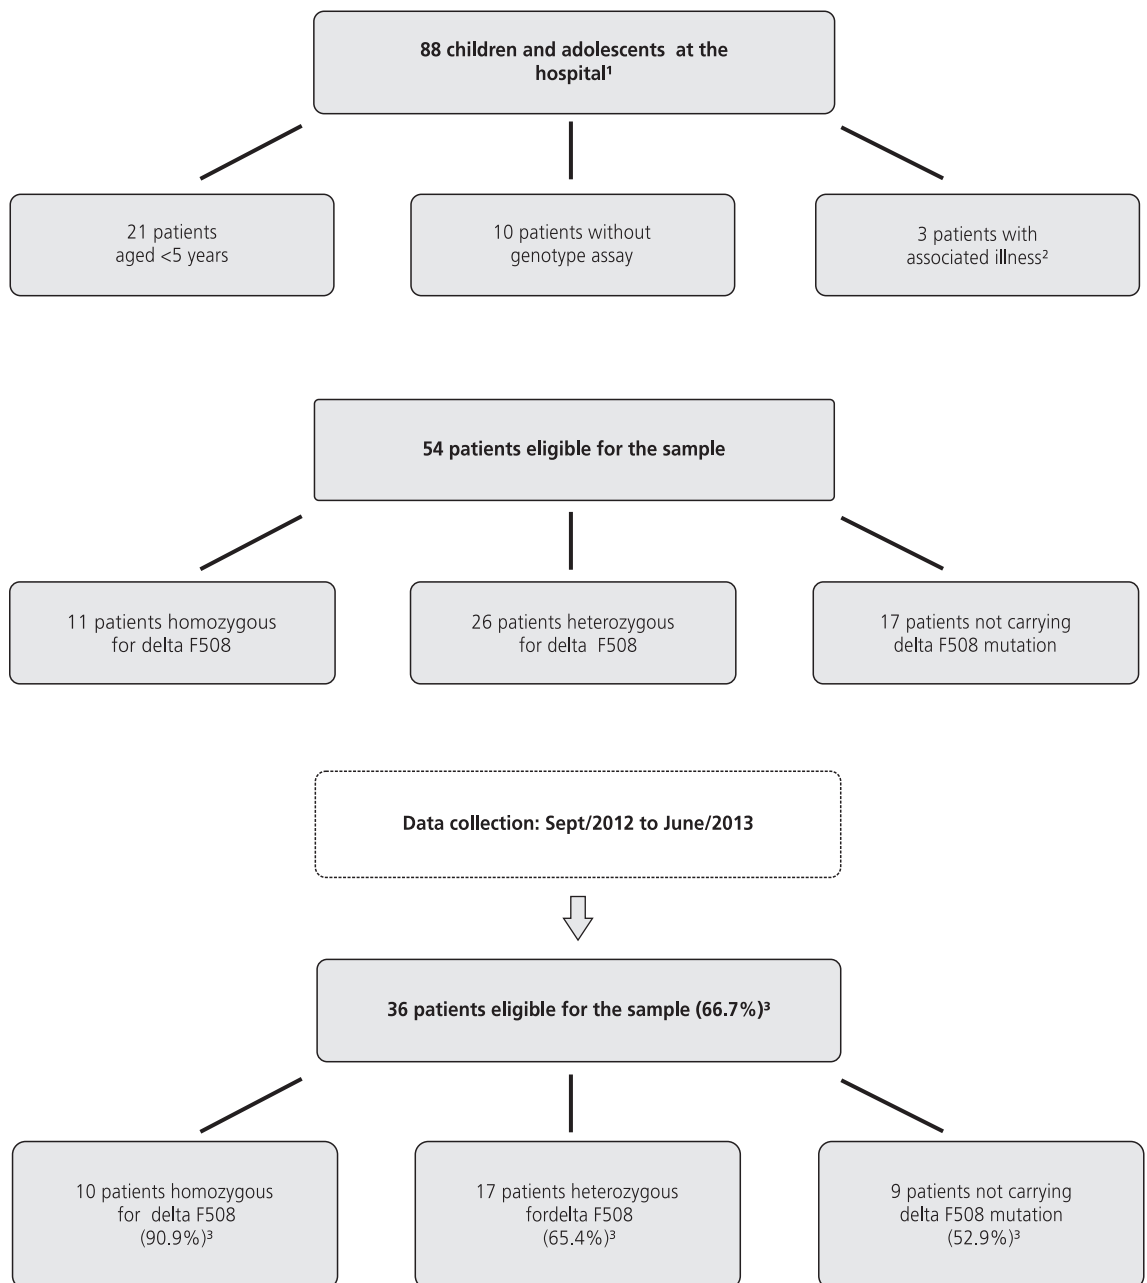 88 children and adolescents at the
hospital¹
21 patients
aged <5 years
10 patients without
genotype assay
3 patients with
associated illness²
54 patients eligible for the sample
11 patients homozygous
for delta F508
26 patients heterozygous
for delta F508
17 patients not carrying
delta F508 mutation
Data collection: Sept/2012 to June/2013
36 patients eligible for the sample (66.7%)³
10 patients homozygous
for delta F508
(90.9%)³
17 patients heterozygous
fordelta F508
(65.4%)³
9 patients not carrying
delta F508 mutation
(52.9%)³